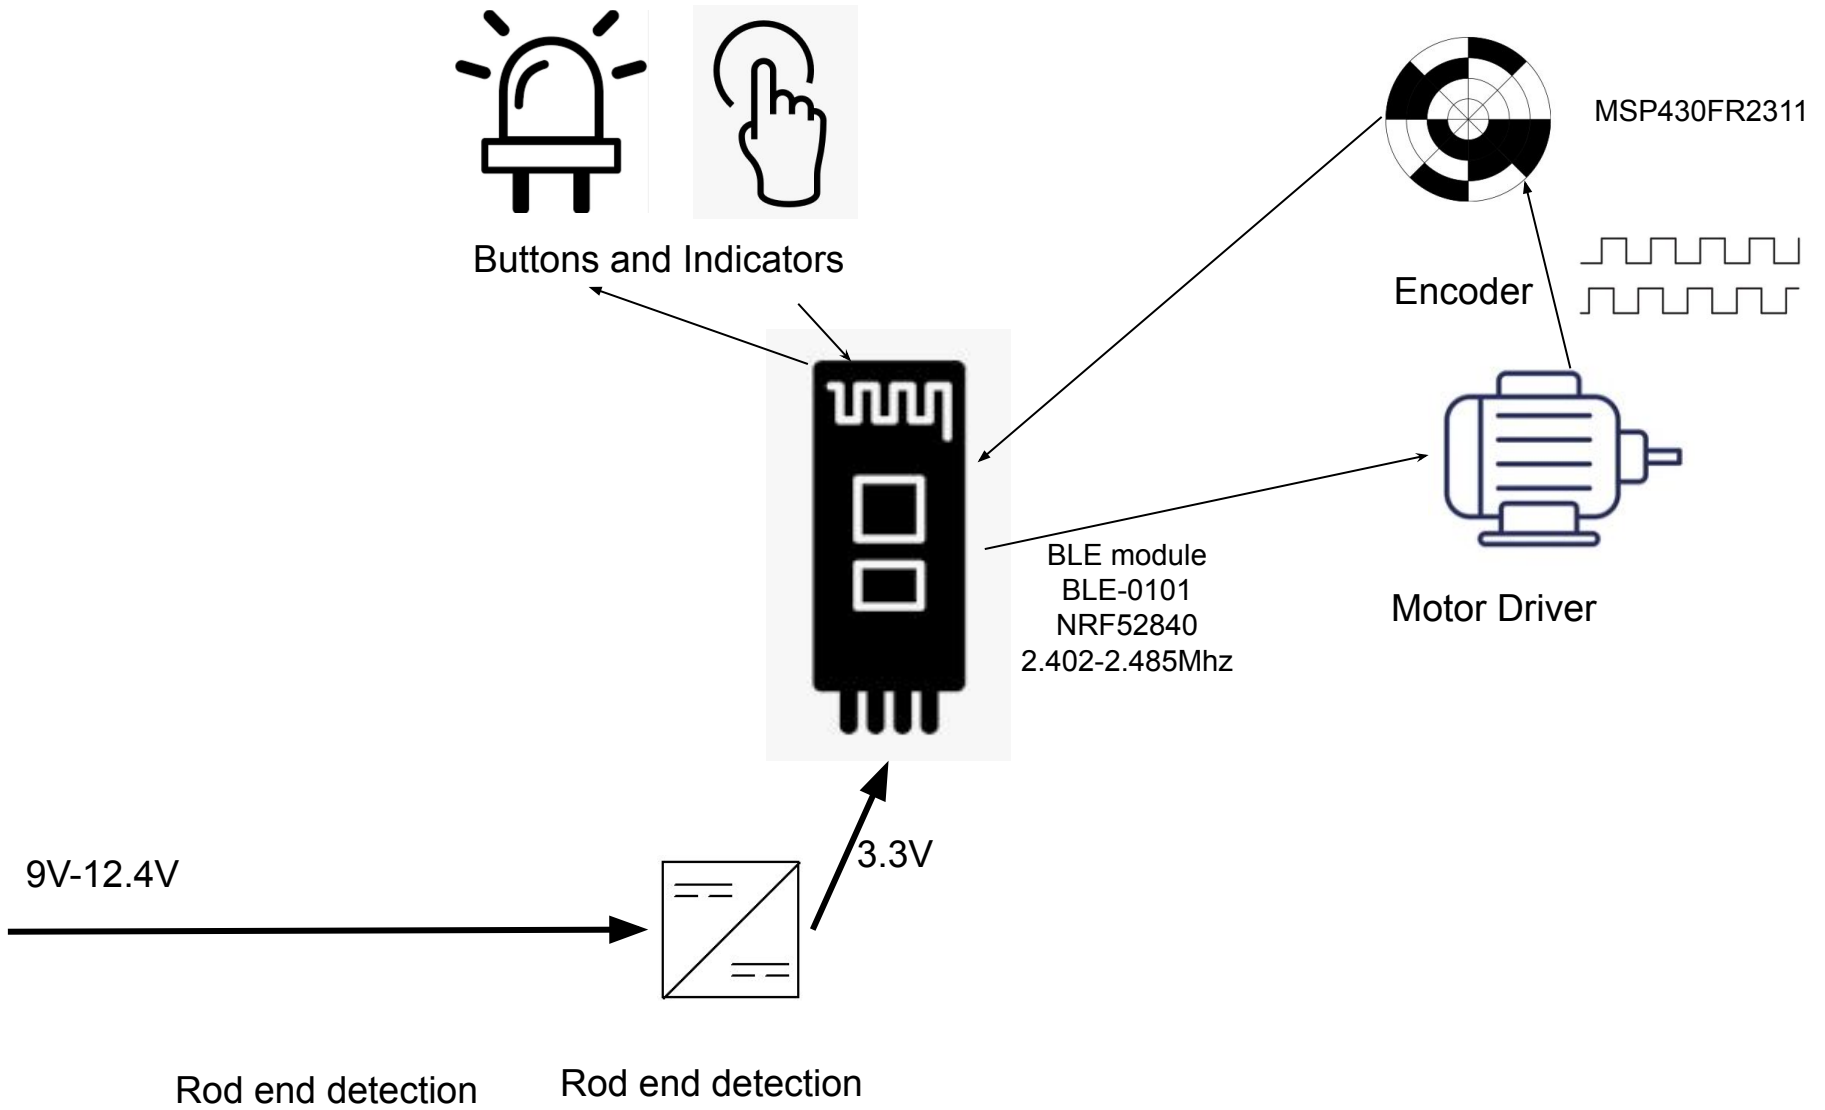 MSP430FR2311
Buttons and Indicators
Encoder
BLE module
BLE-0101
NRF52840
2.402-2.485Mhz
Motor Driver
3.3V
9V-12.4V
Rod end detection
Rod end detection